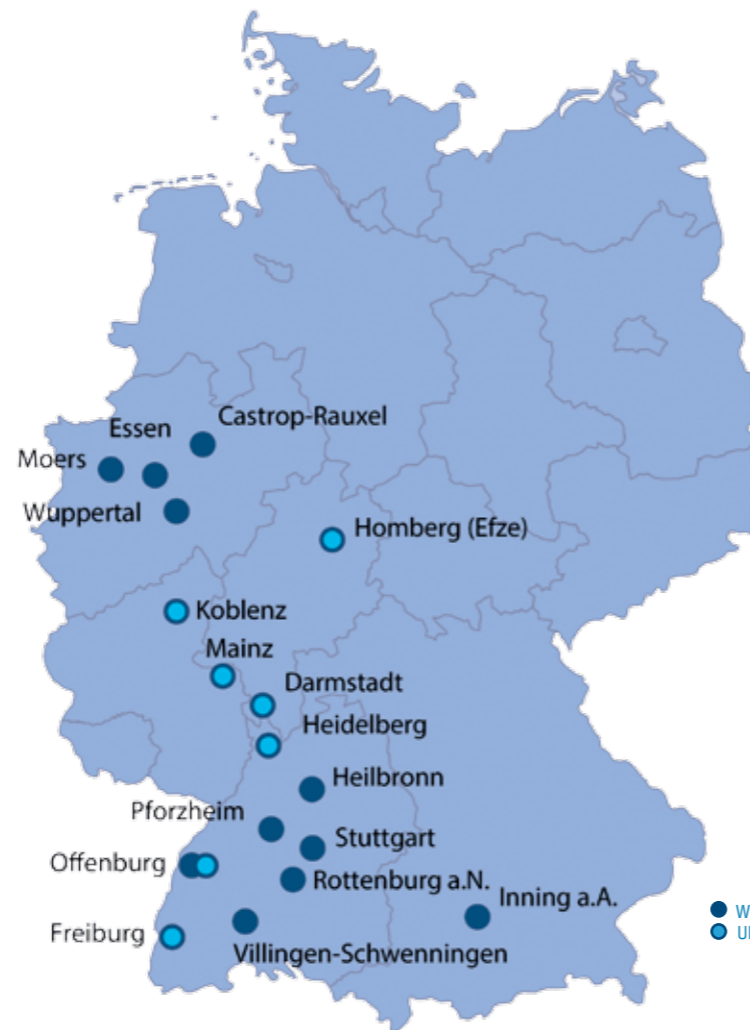 Castrop-Rauxel
Essen
Moers
Wuppertal
Homberg (Efze)
Koblenz
Mainz
Darmstadt
Heidelberg
Heilbronn
Pforzheim
Stuttgart
Offenburg
Rottenburg a.N.
Inning a.A.
Freiburg
Villingen-Schwenningen